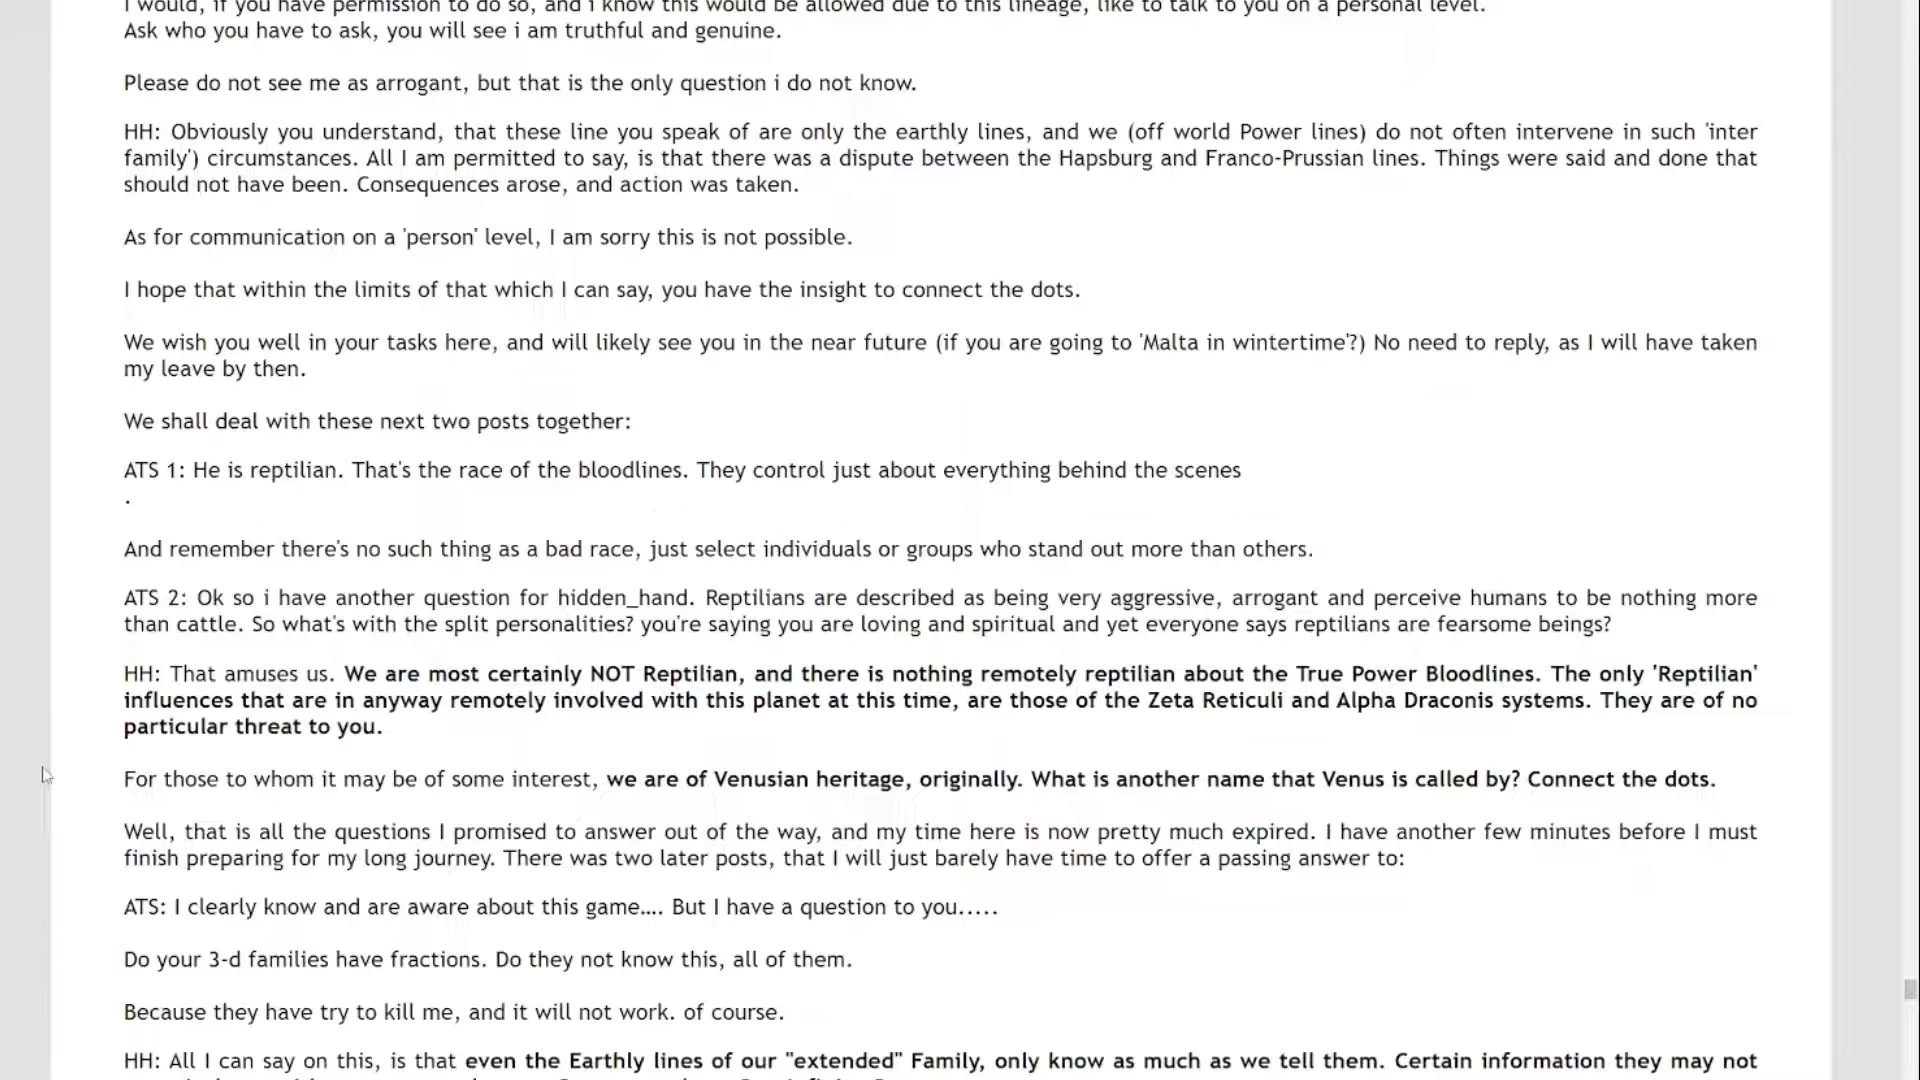 I would, if you have permission to do so, and i know this would be allowed due to this lineage, like to talk to you on a personal level.
Ask who you have to ask, you will see i am truthful and genuine.
Please do not see me as arrogant, but that is the only question i do not know.
HH: Obviously you understand, that these line you speak of are only the earthly lines, and we (off world Power lines) do not often intervene in such 'inter
family') circumstances. All I am permitted to say, is that there was a dispute between the Hapsburg and Franco-Prussian lines. Things were said and done that
should not have been. Consequences arose, and action was taken.
As for communication on a 'person' level, I am sorry this is not possible.
I hope that within the limits of that which I can say, you have the insight to connect the dots.
We wish you well in your tasks here, and will likely see you in the near future (if you are going to 'Malta in wintertime'?) No need to reply, as I will have taken
my leave by then.
We shall deal with these next two posts together:
ATS 1: He is reptilian. That's the race of the bloodlines. They control just about everything behind the scenes
.
And remember there's no such thing as a bad race, just select individuals or groups who stand out more than others.
ATS 2: Ok so i have another question for hidden_hand. Reptilians are described as being very aggressive, arrogant and perceive humans to be nothing more
than cattle. So what's with the split personalities? you're saying you are loving and spiritual and yet everyone says reptilians are fearsome beings?
HH: That amuses us. We are most certainly NOT Reptilian, and there is nothing remotely reptilian about the True Power Bloodlines. The only 'Reptilian'
influences that are in anyway remotely involved with this planet at this time, are those of the Zeta Reticuli and Alpha Draconis systems. They are of no
particular threat to you.
For those to whom it may be of some interest, we are of Venusian heritage, originally. What is another name that Venus is called by? Connect the dots.
Well, that is all the questions I promised to answer out of the way, and my time here is now pretty much expired. I have another few minutes before I must
finish preparing for my long journey. There was two later posts, that I will just barely have time to offer a passing answer to:
ATS: I clearly know and are aware about this game…. But I have a question to you.....
Do your 3-d families have fractions. Do they not know this, all of them.
Because they have try to kill me, and it will not work. of course.
HH: All I can say on this, is that even the Earthly lines of our "extended" Family, only know as much as we tell them. Certain information they may not